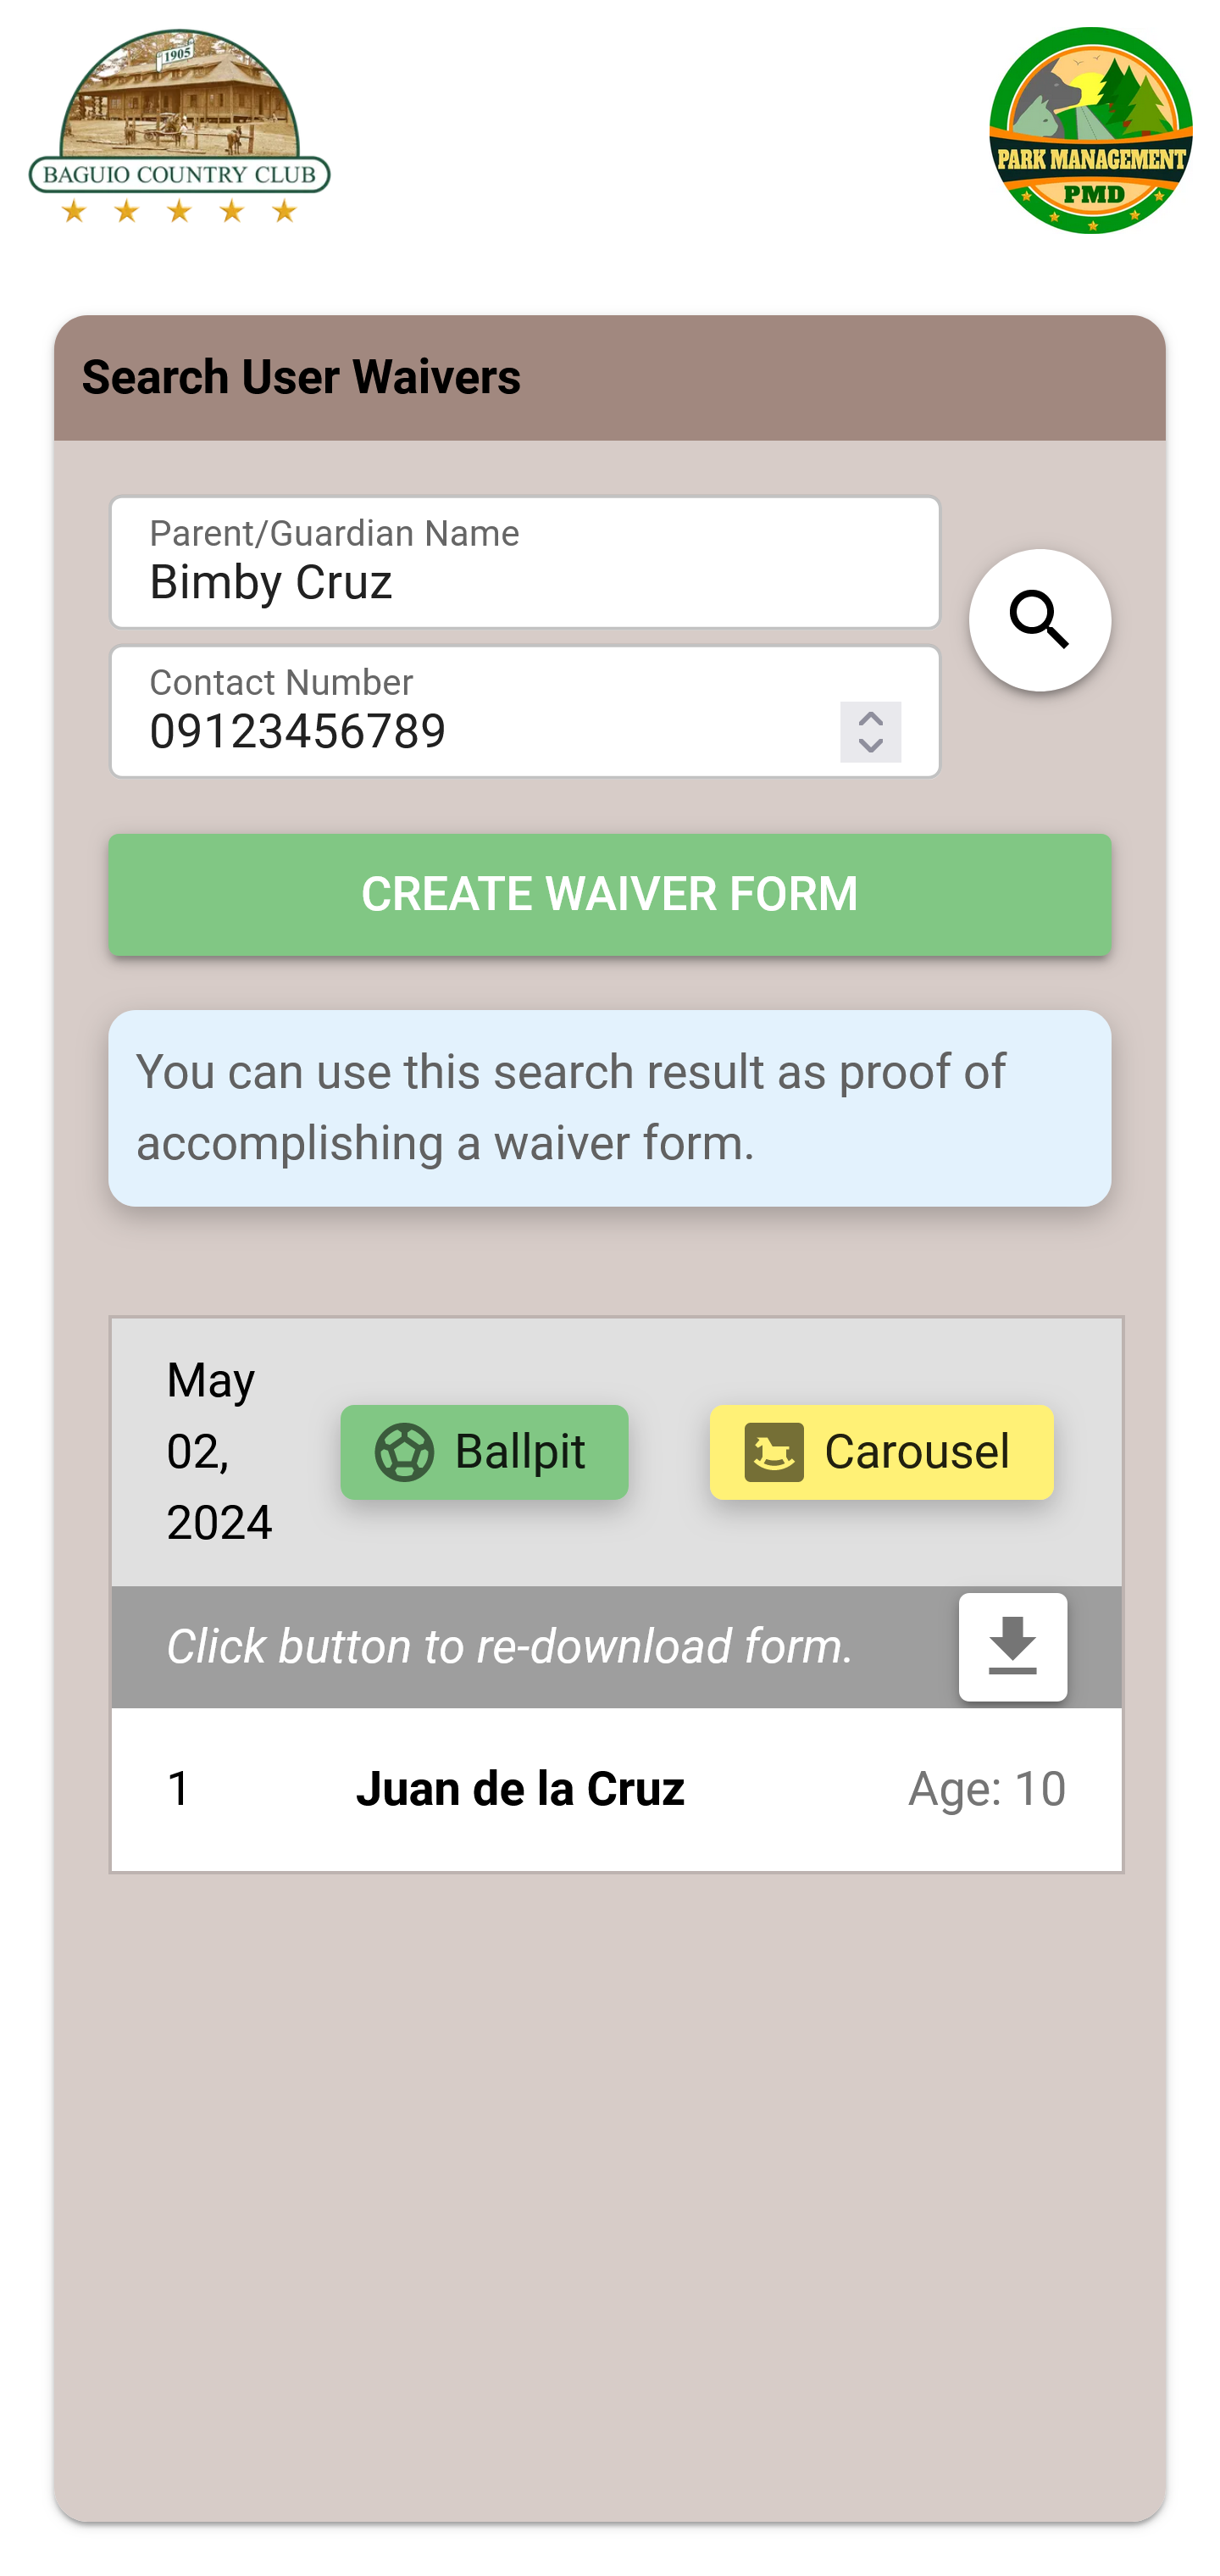 1905
BAGUIO COUNTRY CLUB
PARK MANAGEMENT
PMD
Search User Waivers
Parent/Guardian Name
Bimby Cruz
Contact Number
09123456789
CREATE WAIVER FORM
You can use this search result as proof of
accomplishing a waiver form.
May
02,
2024
Ballpit
Carousel
Click button to re-download form.
1 Juan de la Cruz Age: 10